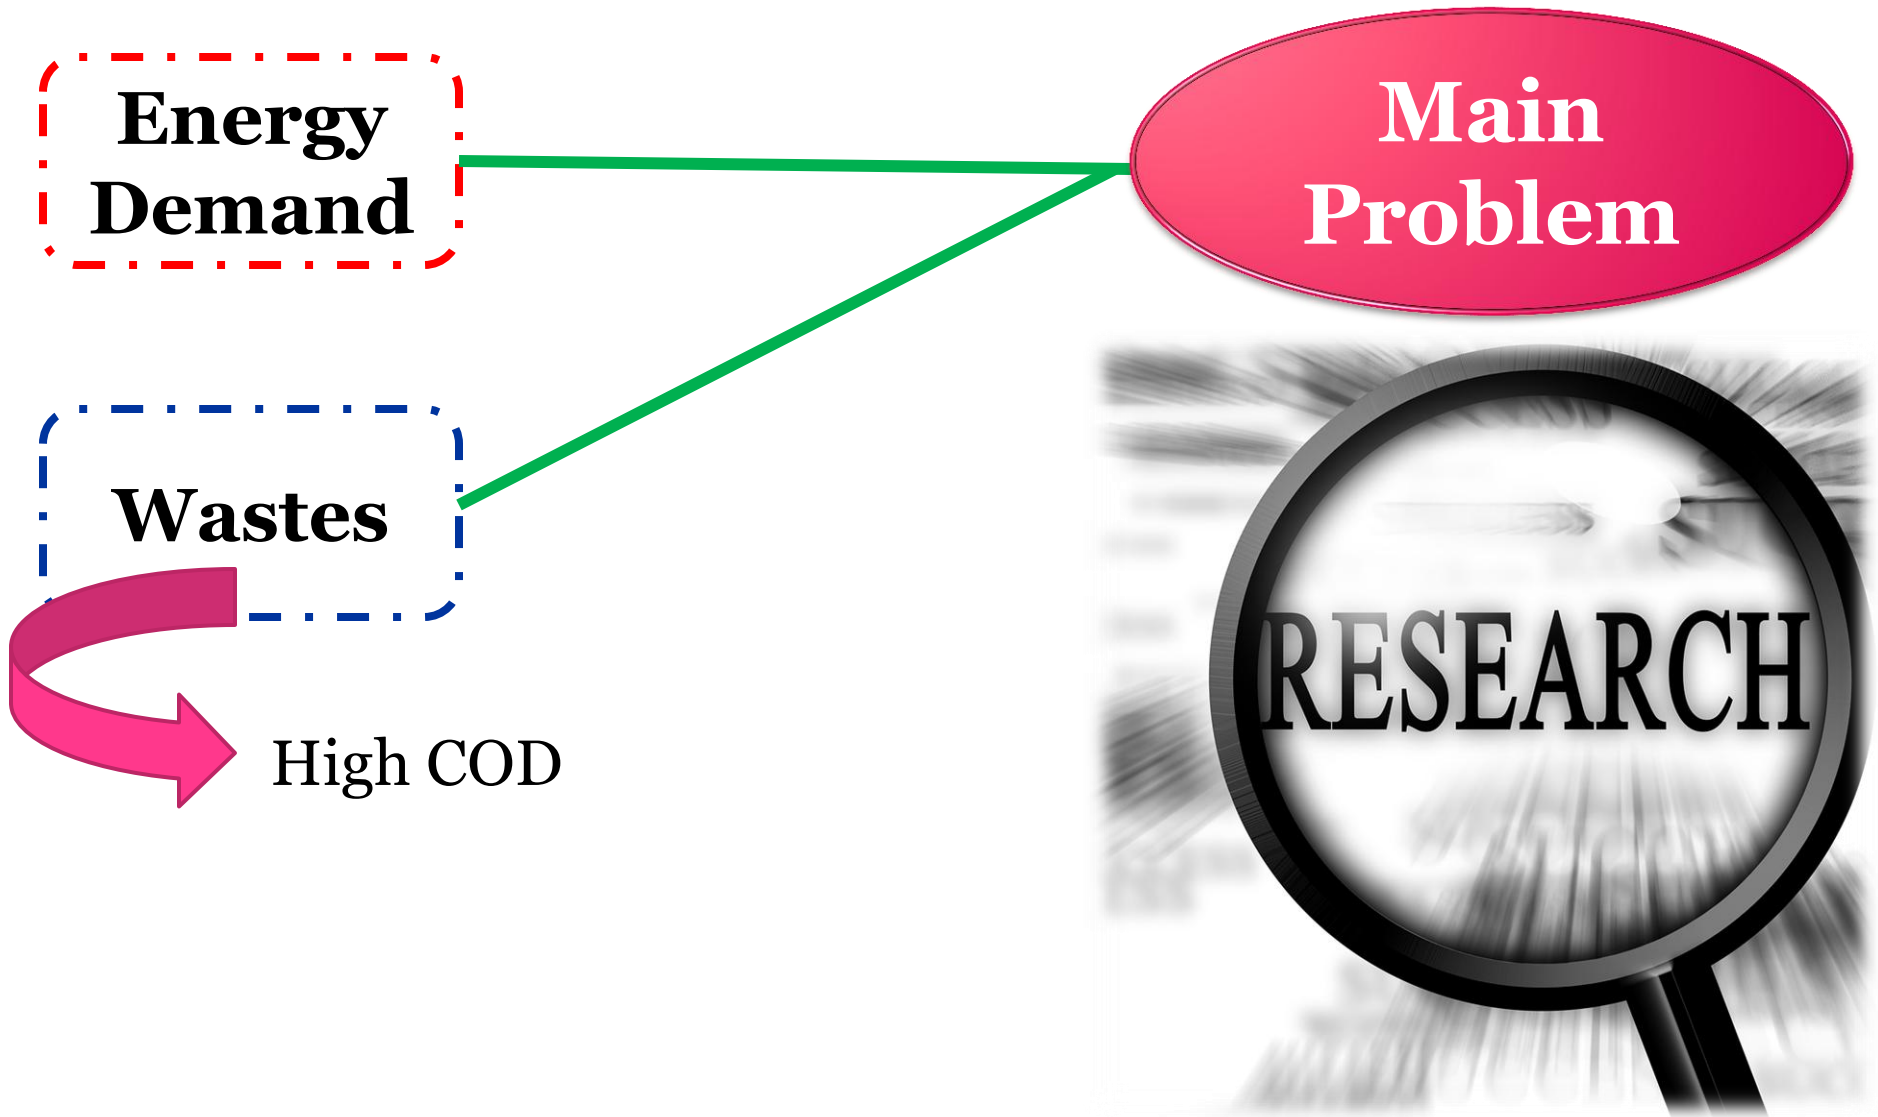 Energy
Demand
Main
Problem
Wastes
High COD
RESEARCH